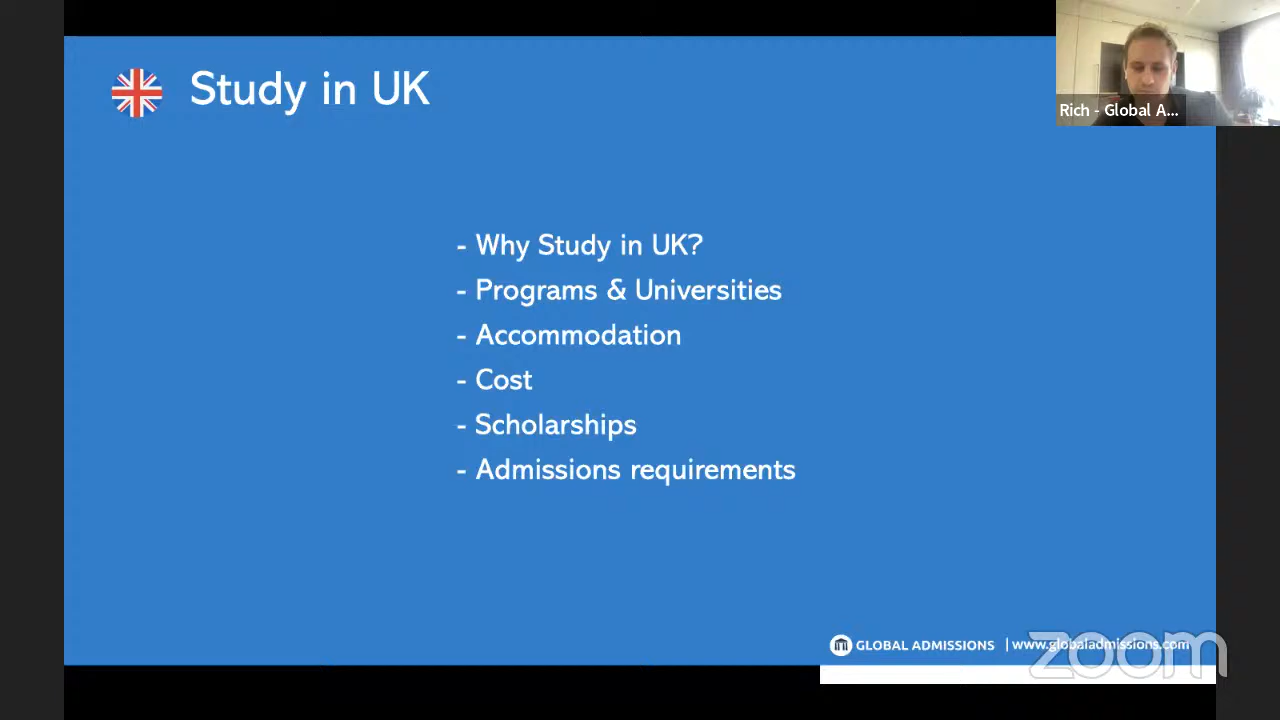 Study in UK
Rich - Global A...
- Why Study in UK?
- Programs & Universities
- Accommodation
- Cost
- Scholarships
- Admissions requirements
GLOBAL ADMISSIONS | www.globaladmissions.com
zoom